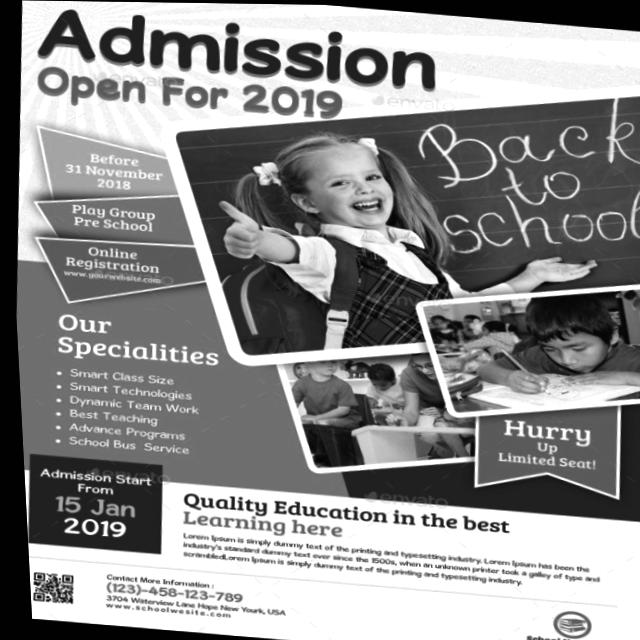 Admission
Open For 2019
Before
31 November
2018
Play Group
Pre School
Online
Registration
www.yourwebsite.com
Back
to
school
Our
Specialities
• Smart Class Size
• Smart Technologies
• Dynamic Team Work
• Best Teaching
• Advance Programs
• School Bus Service
Hurry
Up
Limited Seat!
Admission Start
From
15 Jan
2019
Quality Education in the best
Learning here
Lorem Ipsum is simply dummy text of the printing and typesetting industry. Lorem Ipsum has been the
industry's standard dummy text ever since the 1500s, when an unknown printer took a galley of type and
scrambled.Lorem Ipsum is simply dummy text of the printing and typesetting industry.
Contact More Information :
(123)-458-123-789
3704 Waterview Lane Hope New Yourk, USA
www.schoolwesite.com
envato